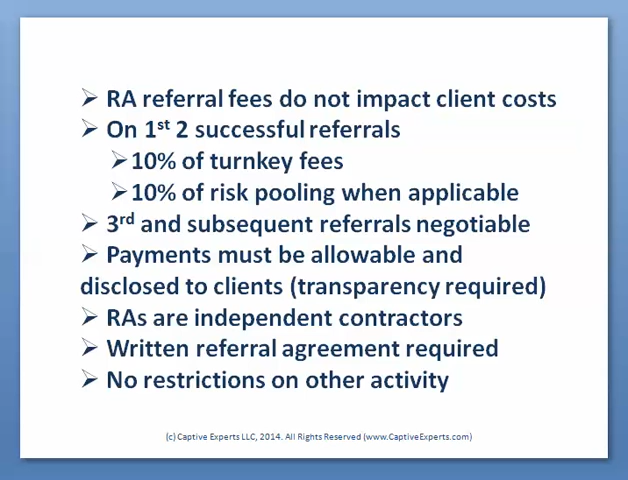 ➢ RA referral fees do not impact client costs
➢ On 1st 2 successful referrals
➢ 10% of turnkey fees
➢ 10% of risk pooling when applicable
➢ 3rd and subsequent referrals negotiable
➢ Payments must be allowable and
disclosed to clients (transparency required)
➢ RAs are independent contractors
➢ Written referral agreement required
➢ No restrictions on other activity
(c) Captive Experts LLC, 2014. All Rights Reserved (www.CaptiveExperts.com)